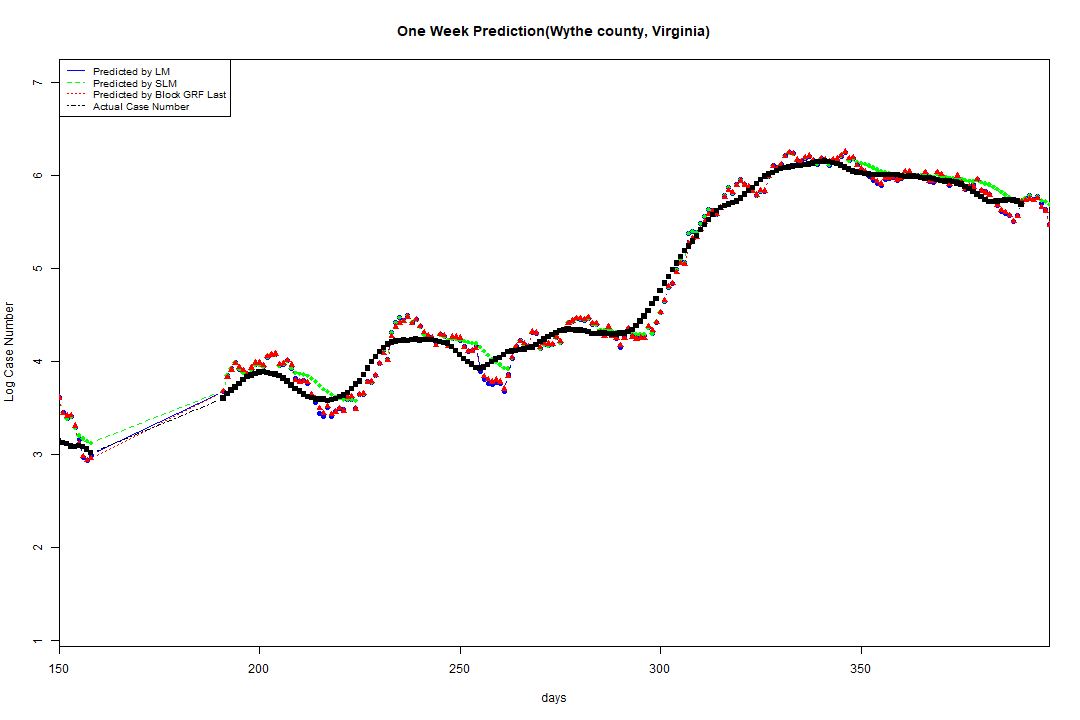 One Week Prediction(Wythe county, Virginia)
Predicted by LM
Predicted by SLM
Predicted by Block GRF Last
Actual Case Number
7
6
5
4
3
2
1
Log Case Number
150 200 250 300 350
days